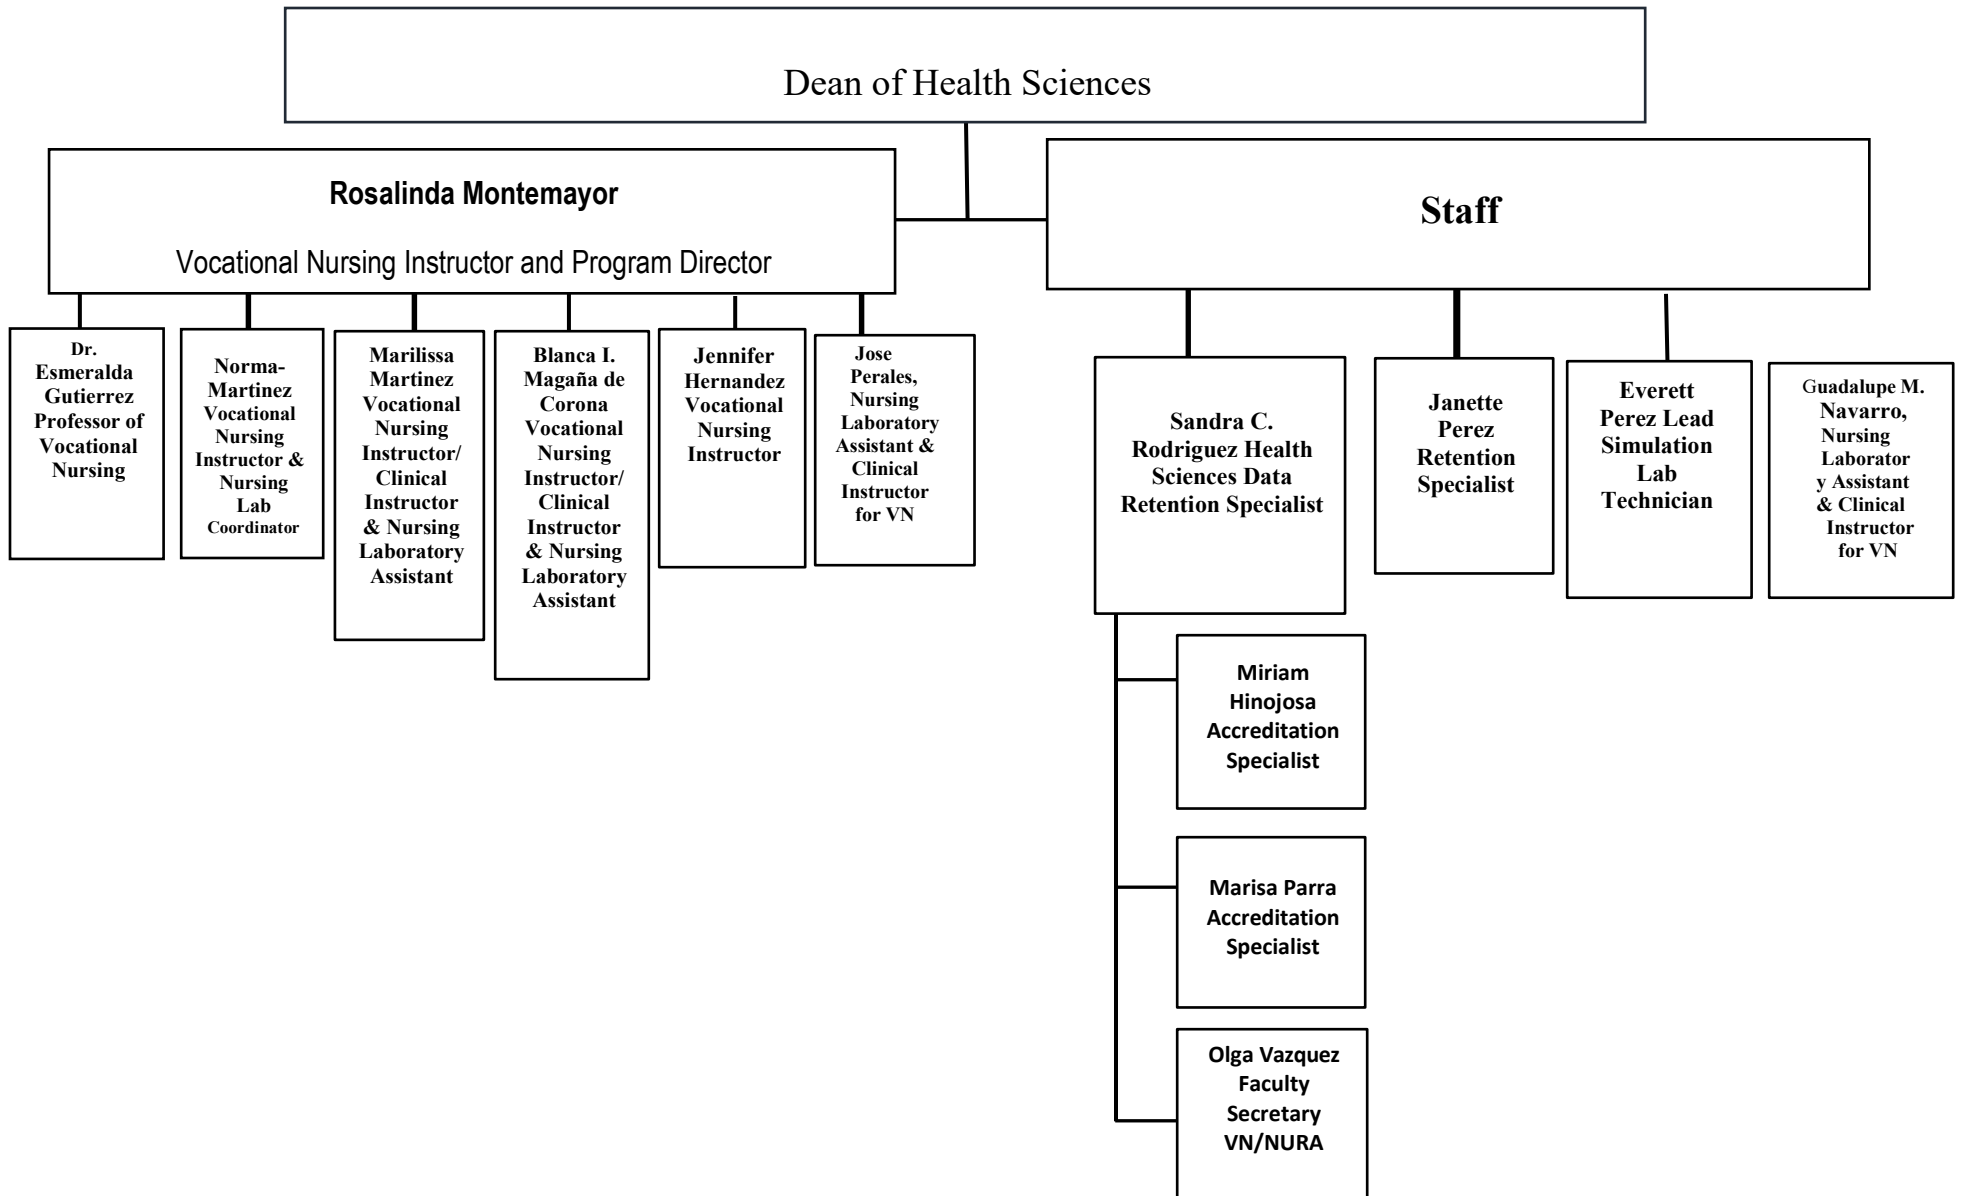 Dean of Health Sciences
Rosalinda Montemayor
Vocational Nursing Instructor and Program Director
Staff
Dr.
Esmeralda
Gutierrez
Professor of
Vocational
Nursing
Norma-
Martinez
Vocational
Nursing
Instructor &
Nursing
Lab
Coordinator
Marilissa
Martinez
Vocational
Nursing
Instructor/
Clinical
Instructor
& Nursing
Laboratory
Assistant
Blanca I.
Magaña de
Corona
Vocational
Nursing
Instructor/
Clinical
Instructor
& Nursing
Laboratory
Assistant
Jennifer
Hernandez
Vocational
Nursing
Instructor
Jose
Perales,
Nursing
Laboratory
Assistant &
Clinical
Instructor
for VN
Sandra C.
Rodriguez Health
Sciences Data
Retention Specialist
Janette
Perez
Retention
Specialist
Everett
Perez Lead
Simulation
Lab
Technician
Guadalupe M.
Navarro,
Nursing
Laborator
y Assistant
& Clinical
Instructor
for VN
Miriam
Hinojosa
Accreditation
Specialist
Marisa Parra
Accreditation
Specialist
Olga Vazquez
Faculty
Secretary
VN/NURA